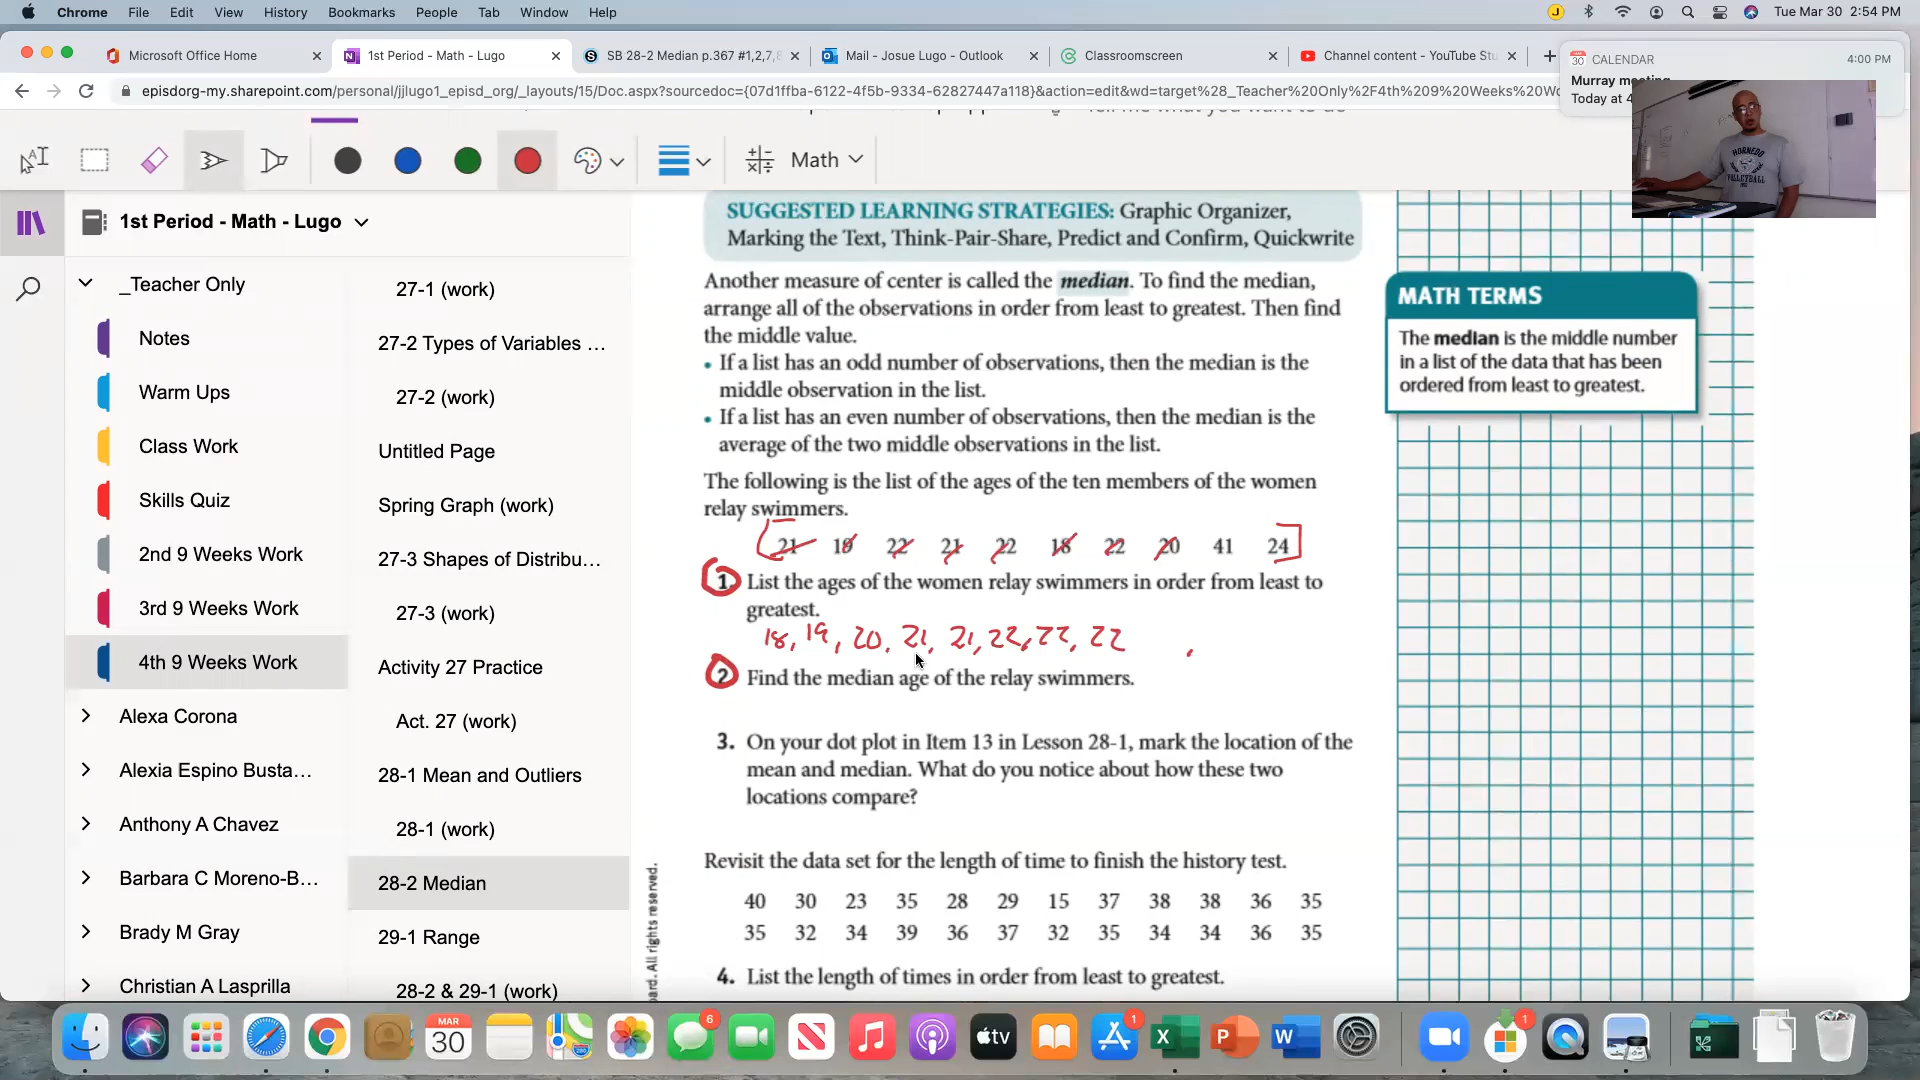 Chrome File Edit View History Bookmarks People Tab Window Help
J Tue Mar 30 2:54 PM
Microsoft Office Home
1st Period - Math - Lugo
SB 28-2 Median p.367 #1,2,7,8
Mail - Josue Lugo - Outlook
Classroomscreen
Channel content - YouTube Stu
CALENDAR 4:00 PM
Murray meeting
Today at 4
episdorg-my.sharepoint.com/personal/jjlugo1_episd_org/_layouts/15/Doc.aspx?sourcedoc={07d1ffba-6122-4f5b-9334-62827447a118}&action=edit&wd=target%28_Teacher%20Only%2F4th%209%20Weeks%20Wo
HORNEDO
VOLLEYBALL
Math
1st Period - Math - Lugo
_Teacher Only
Notes
Warm Ups
Class Work
Skills Quiz
2nd 9 Weeks Work
3rd 9 Weeks Work
4th 9 Weeks Work
Alexa Corona
Alexia Espino Busta...
Anthony A Chavez
Barbara C Moreno-B...
Brady M Gray
Christian A Lasprilla
27-1 (work)
27-2 Types of Variables ...
27-2 (work)
Untitled Page
Spring Graph (work)
27-3 Shapes of Distribu...
27-3 (work)
Activity 27 Practice
Act. 27 (work)
28-1 Mean and Outliers
28-1 (work)
28-2 Median
29-1 Range
28-2 & 29-1 (work)
SUGGESTED LEARNING STRATEGIES: Graphic Organizer,
Marking the Text, Think-Pair-Share, Predict and Confirm, Quickwrite
Another measure of center is called the median. To find the median,
arrange all of the observations in order from least to greatest. Then find
the middle value.
• If a list has an odd number of observations, then the median is the
middle observation in the list.
• If a list has an even number of observations, then the median is the
average of the two middle observations in the list.
The following is the list of the ages of the ten members of the women
relay swimmers.
21 19 22 21 22 18 22 20 41 24
1. List the ages of the women relay swimmers in order from least to
greatest.
18, 19, 20, 21, 21, 22, 22, 22 ,
2 Find the median age of the relay swimmers.
3. On your dot plot in Item 13 in Lesson 28-1, mark the location of the
mean and median. What do you notice about how these two
locations compare?
Revisit the data set for the length of time to finish the history test.
40 30 23 35 28 29 15 37 38 38 36 35
35 32 34 39 36 37 32 35 34 34 36 35
4. List the length of times in order from least to greatest.
ard. All rights reserved.
MATH TERMS
The median is the middle number
in a list of the data that has been
ordered from least to greatest.
MAR
30
6
tv
1
X
P
W
1